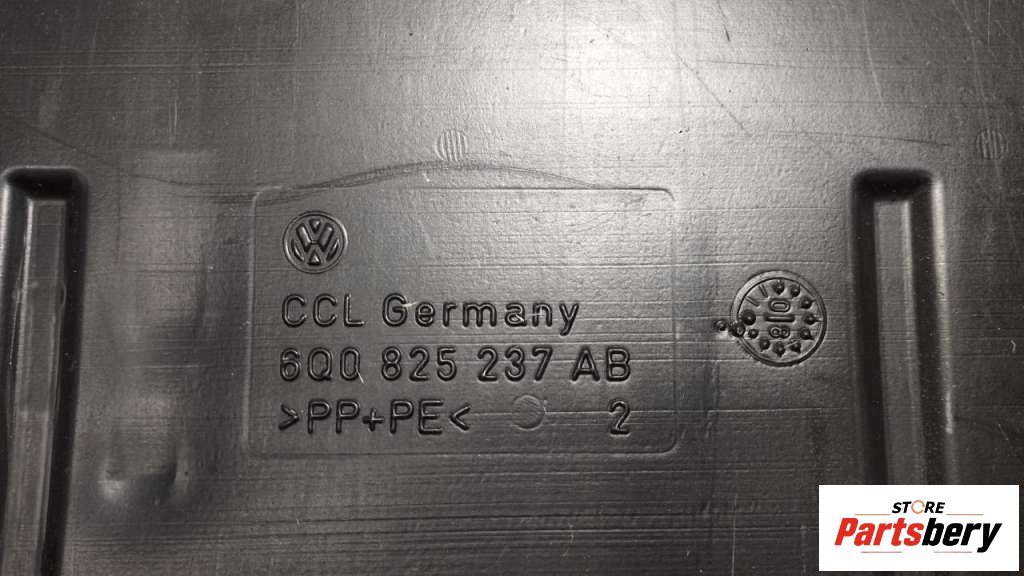 CCL Germany
6Q0 825 237 AB
>PP+PE<
2
STORE
Partsbery